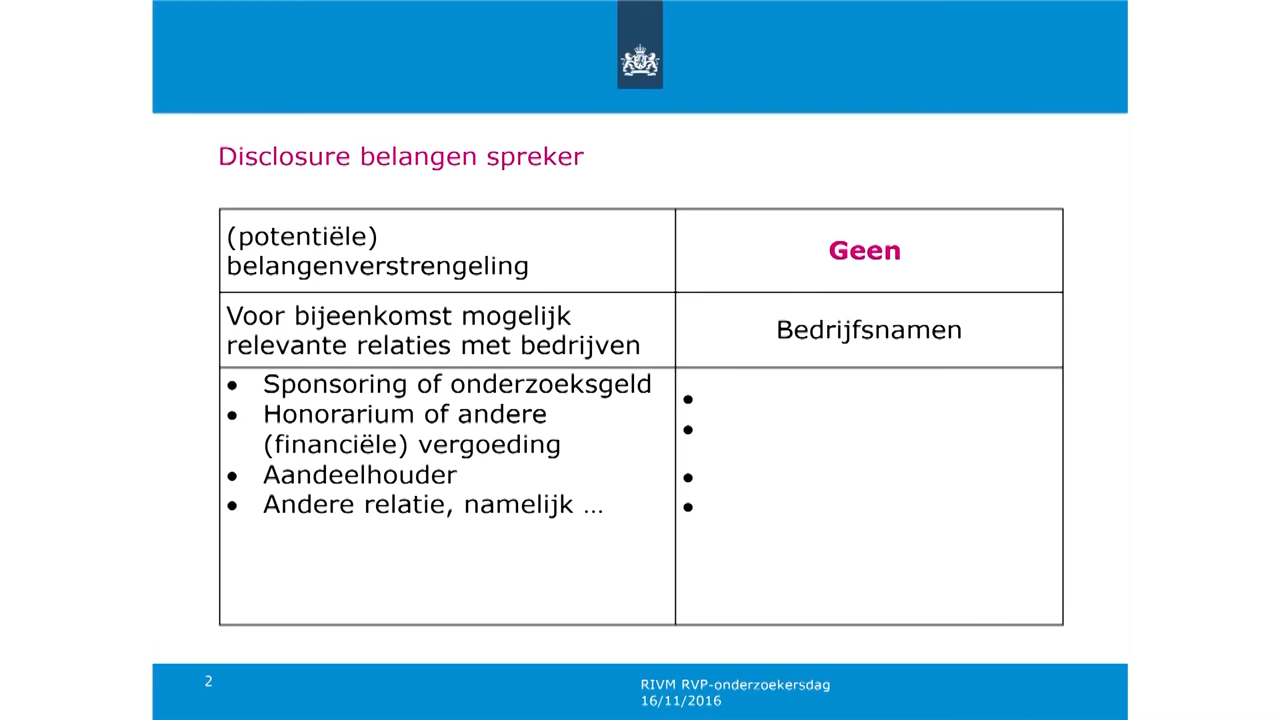 Disclosure belangen spreker
(potentiële)
belangenverstrengeling
Geen
Voor bijeenkomst mogelijk
relevante relaties met bedrijven
Bedrijfsnamen
• Sponsoring of onderzoeksgeld
• Honorarium of andere
(financiële) vergoeding
• Aandeelhouder
• Andere relatie, namelijk …
•
•
•
•
2
RIVM RVP-onderzoekersdag
16/11/2016